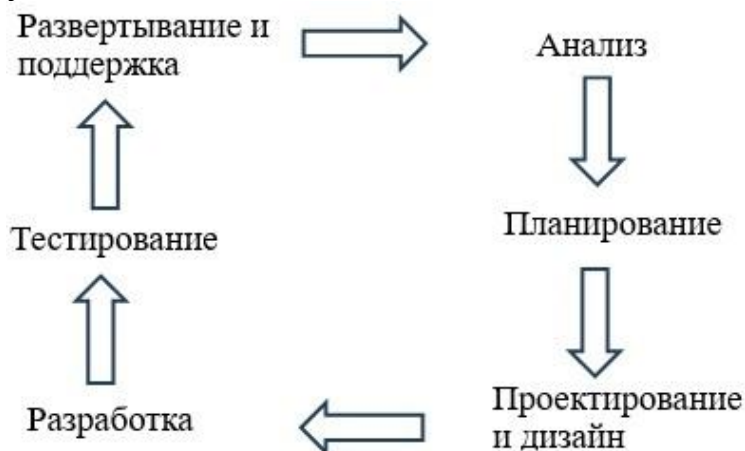 Развертывание и
поддержка
Анализ
Тестирование
Планирование
Разработка
Проектирование
и дизайн